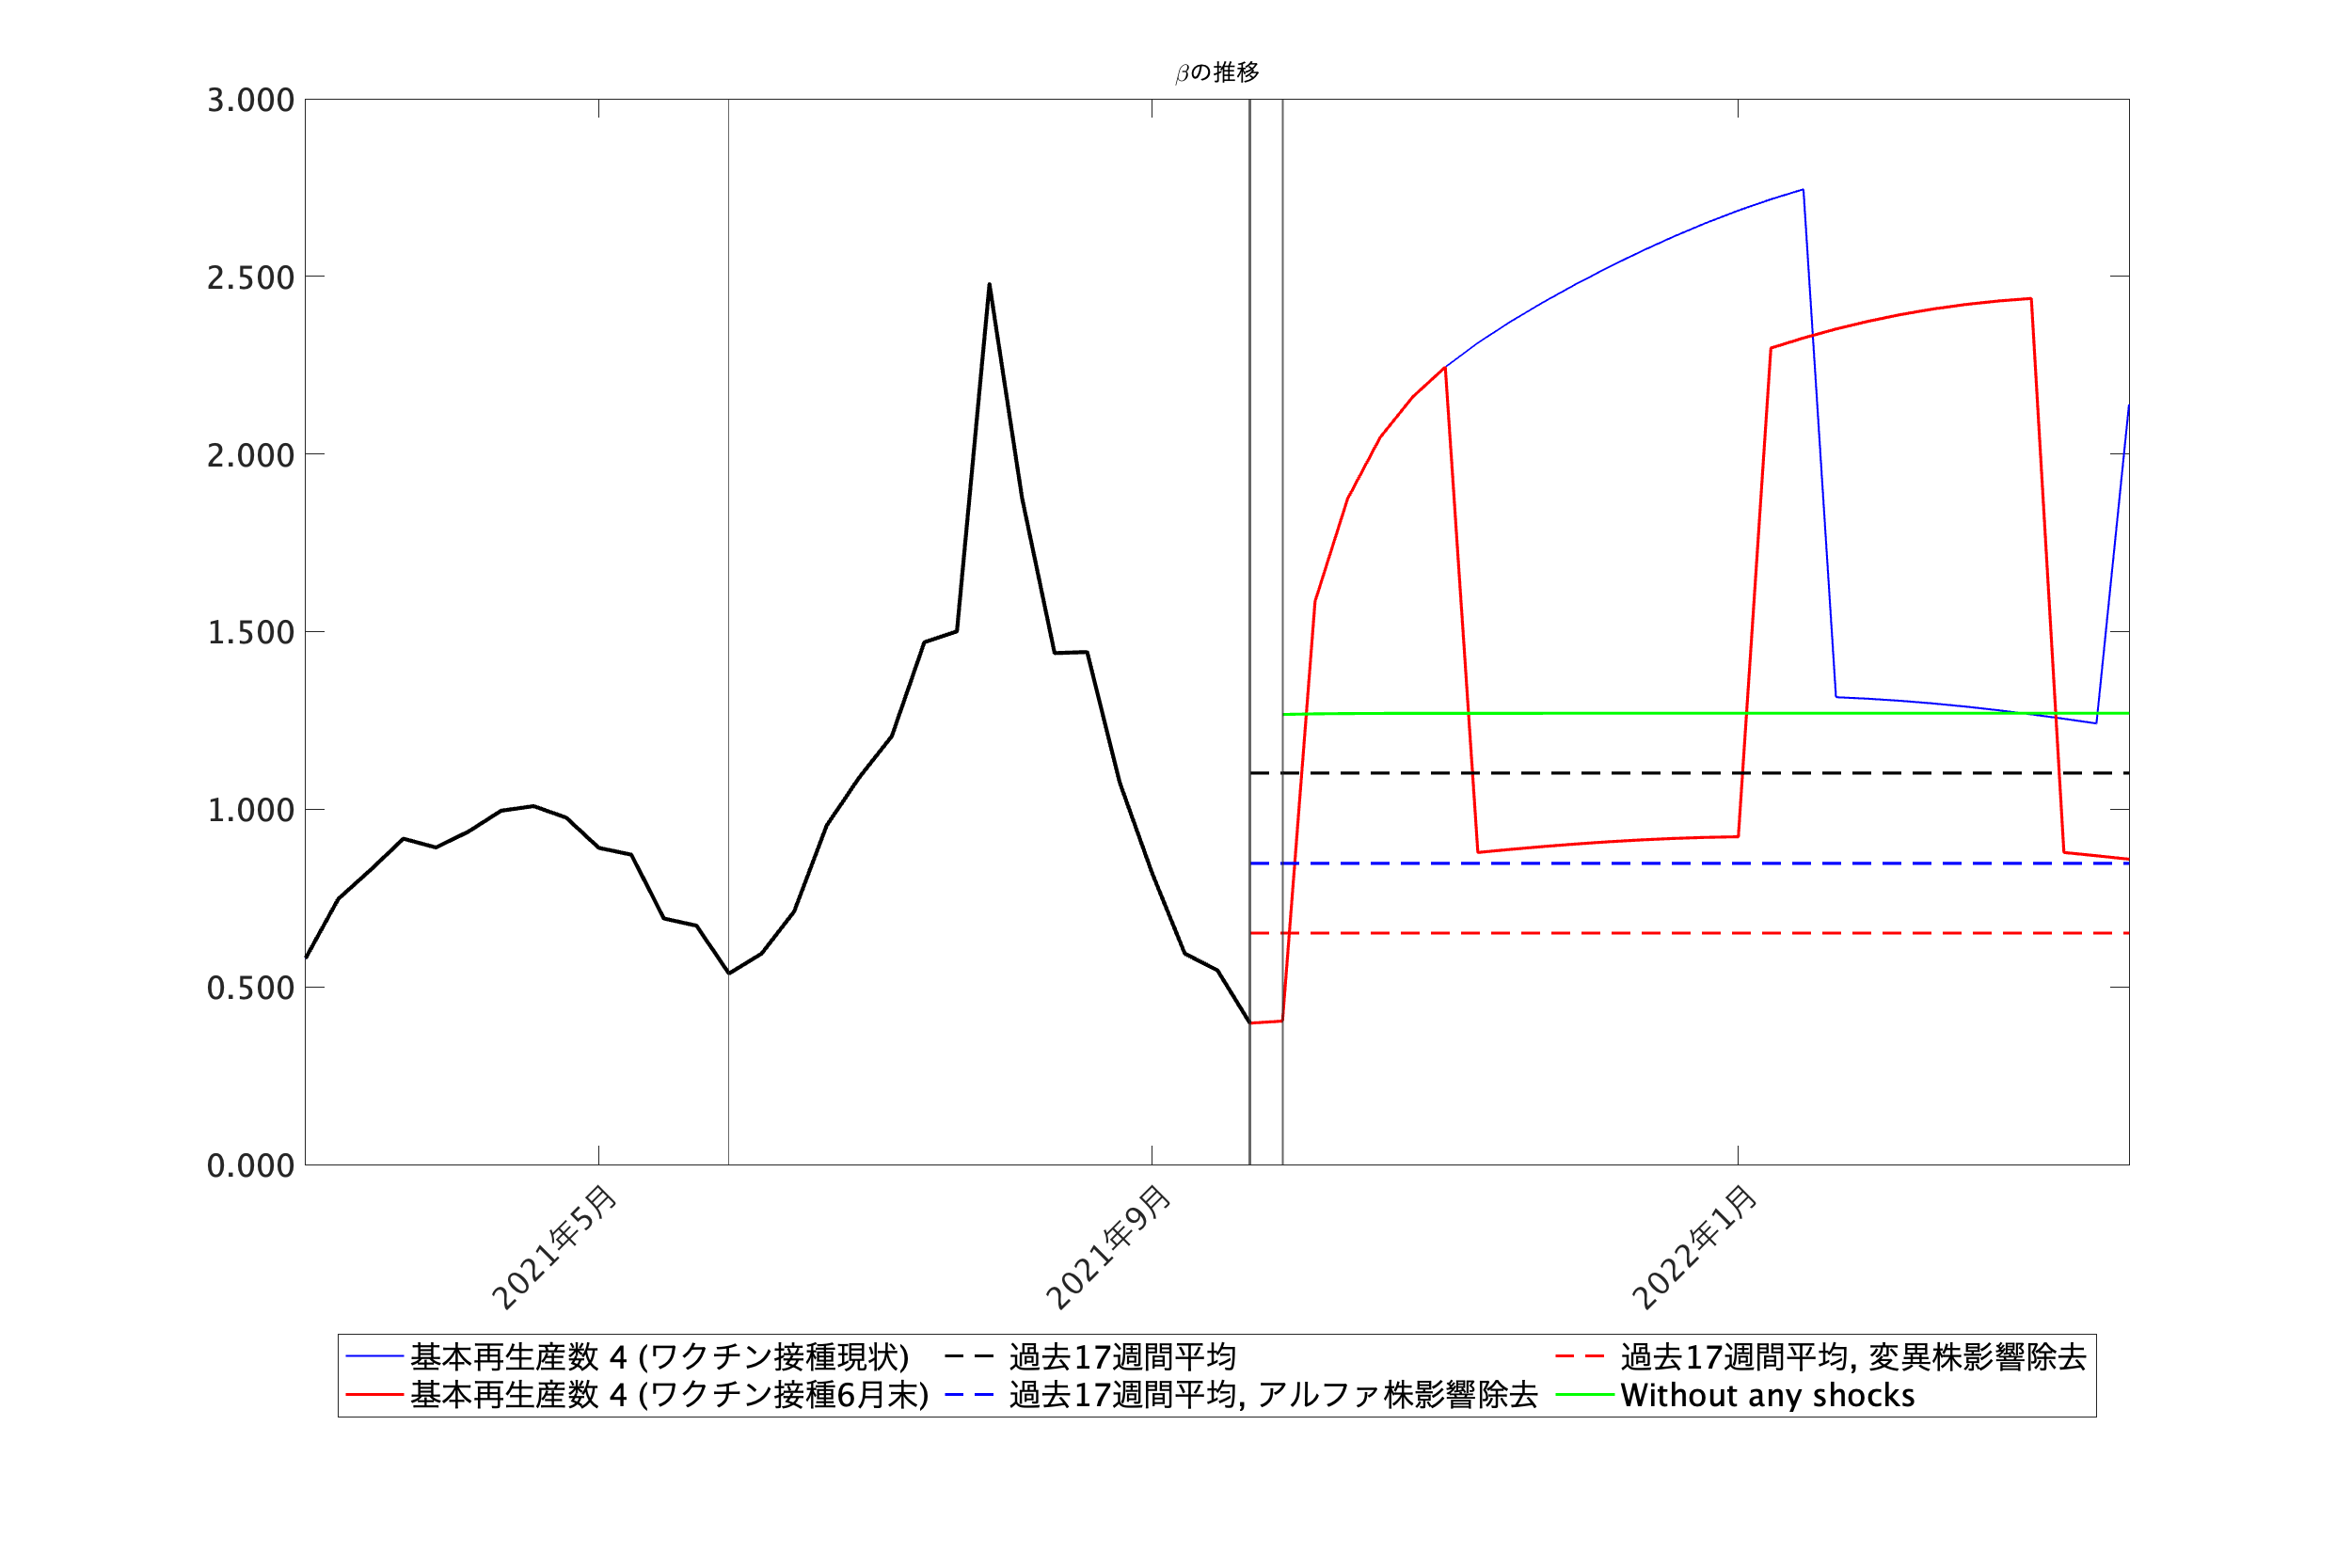 βの推移
3.000
2.500
2.000
1.500
1.000
0.500
0.000
2021年5月
2021年9月
2022年1月
基本再生産数 4 (ワクチン接種現状)
基本再生産数 4 (ワクチン接種6月末)
過去17週間平均
過去17週間平均, アルファ株影響除去
過去17週間平均, 変異株影響除去
Without any shocks